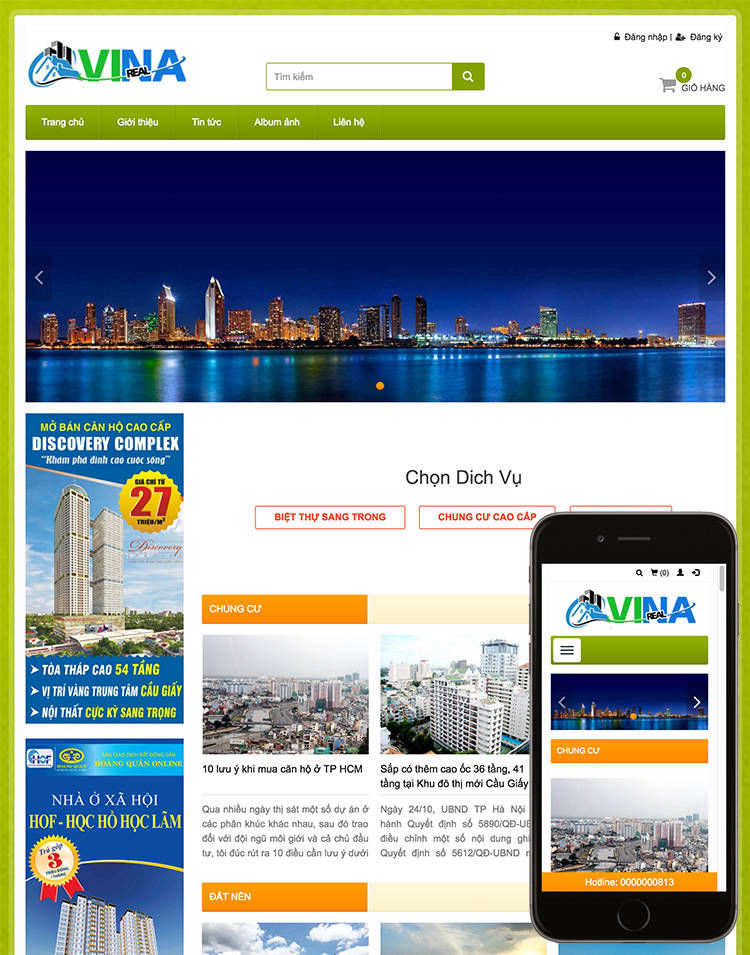 Đăng nhập | Đăng ký
VINA
REAL
Tìm kiếm
0
GIỎ HÀNG
Trang chủ
Giới thiệu
Tin tức
Album ảnh
Liên hệ
MỞ BÁN CĂN HỘ CAO CẤP
DISCOVERY COMPLEX
"Khám phá đỉnh cao cuộc sống"
GIÁ CHỈ TỪ
27
TRIỆU/M²
Discovery
TÒA THÁP CAO 54 TẦNG
VỊ TRÍ VÀNG TRUNG TÂM CẦU GIẤY
NỘI THẤT CỰC KỲ SANG TRỌNG
HOF
HOÀNG QUÂN
SÀN GIAO DỊCH BẤT ĐỘNG SẢN
HOÀNG QUÂN ONLINE
NHÀ Ở XÃ HỘI
HOF - HQC HỒ HỌC LÃM
Trả góp
3
TRIỆU ĐỒNG
/THÁNG
Chọn Dich Vụ
BIỆT THỰ SANG TRONG
CHUNG CƯ CAO CẤP
CHUNG CƯ
10 lưu ý khi mua căn hộ ở TP HCM
Qua nhiều ngày thị sát một số dự án ở
các phân khúc khác nhau, sau đó trao
đổi với đội ngũ môi giới và cả chủ đầu
tư, tôi đúc rút ra 10 điều cần lưu ý dưới
Sắp có thêm cao ốc 36 tầng, 41
tầng tại Khu đô thị mới Cầu Giấy
Ngày 24/10, UBND TP Hà Nội
hành Quyết định số 5890/QĐ-UB
điều chỉnh một số nội dung ghi
Quyết định số 5612/QĐ-UBND
ĐẤT NỀN
(0)
VINA
REAL
CHUNG CƯ
Hotline: 0000000813